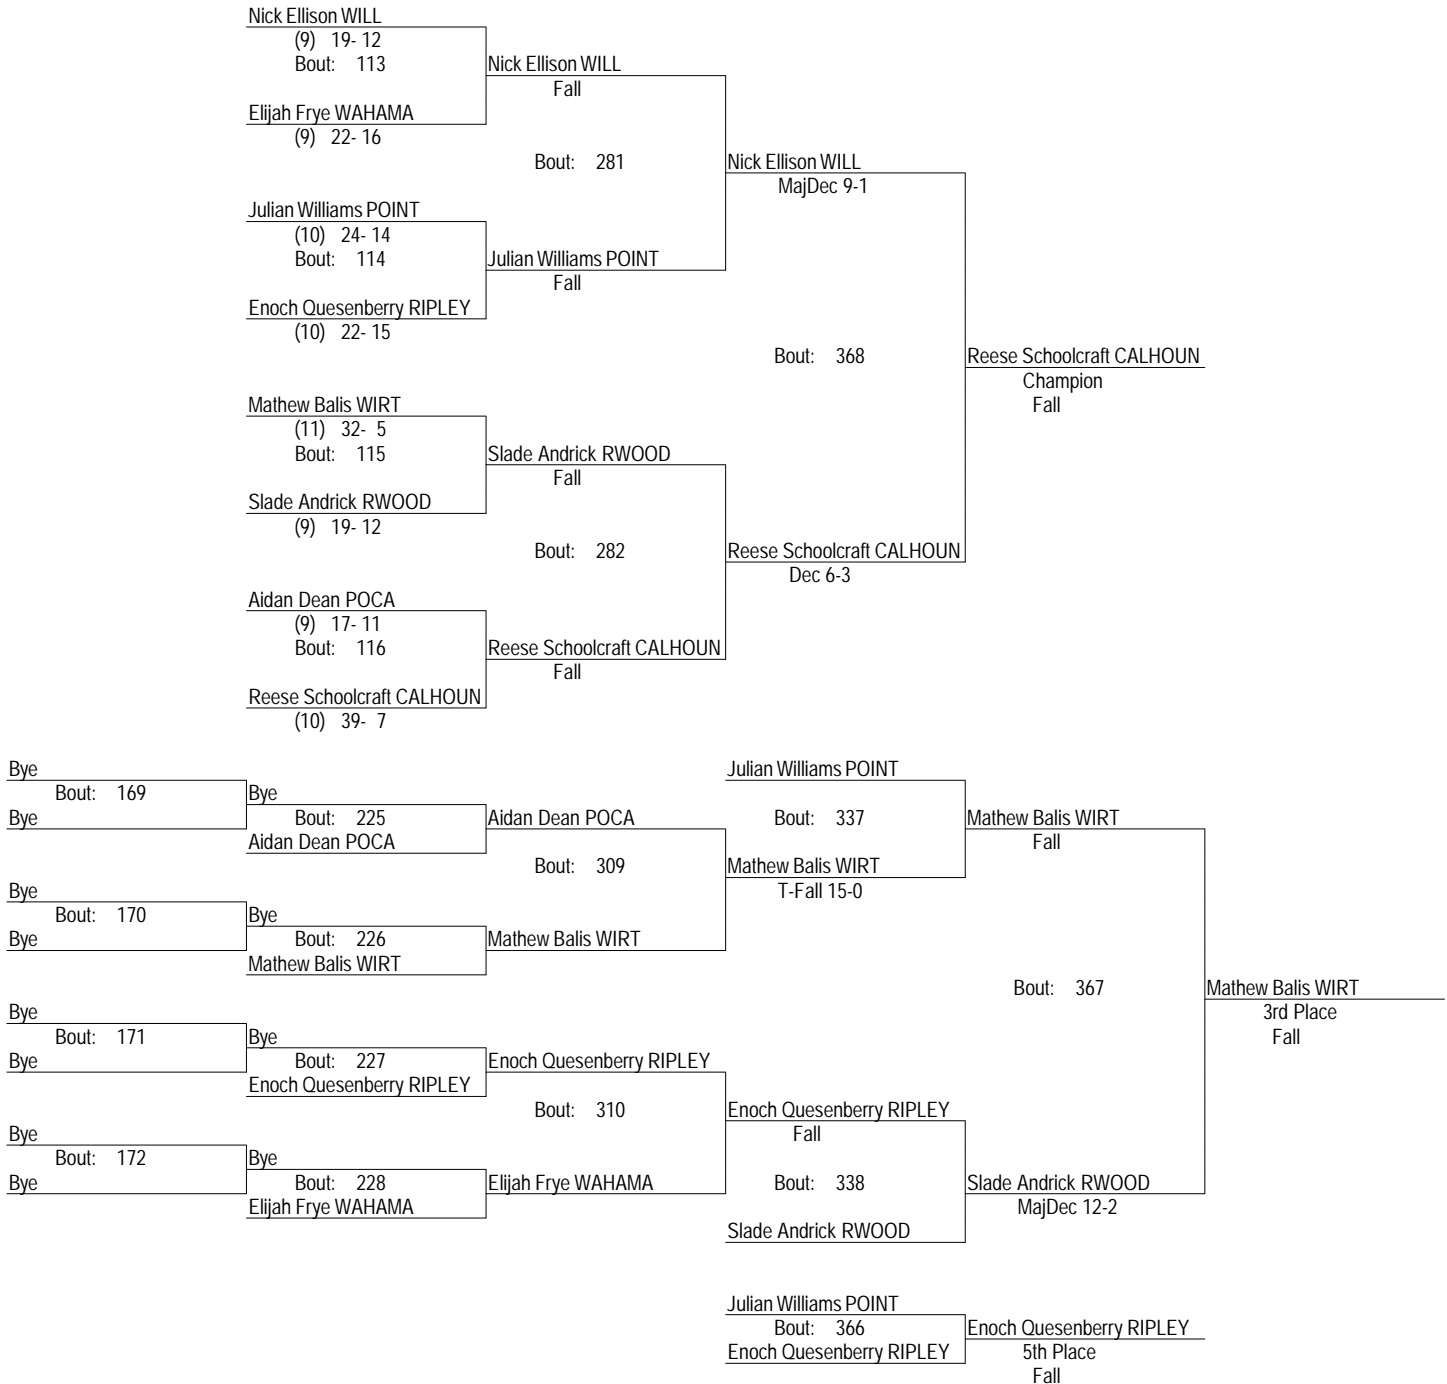 Nick Ellison WILL
(9) 19- 12
Bout: 113
Nick Ellison WILL
Fall
Elijah Frye WAHAMA
(9) 22- 16
Bout: 281
Nick Ellison WILL
MajDec 9-1
Julian Williams POINT
(10) 24- 14
Bout: 114
Julian Williams POINT
Fall
Enoch Quesenberry RIPLEY
(10) 22- 15
Bout: 368
Reese Schoolcraft CALHOUN
Champion
Fall
Mathew Balis WIRT
(11) 32- 5
Bout: 115
Slade Andrick RWOOD
Fall
Slade Andrick RWOOD
(9) 19- 12
Bout: 282
Reese Schoolcraft CALHOUN
Dec 6-3
Aidan Dean POCA
(9) 17- 11
Bout: 116
Reese Schoolcraft CALHOUN
Fall
Reese Schoolcraft CALHOUN
(10) 39- 7
Bye
Bout: 169
Bye
Bye
Bout: 225
Aidan Dean POCA
Aidan Dean POCA
Bout: 309
Julian Williams POINT
Bout: 337
Mathew Balis WIRT
T-Fall 15-0
Mathew Balis WIRT
Fall
Bye
Bout: 170
Bye
Bye
Bout: 226
Mathew Balis WIRT
Mathew Balis WIRT
Bout: 367
Mathew Balis WIRT
3rd Place
Fall
Bye
Bout: 171
Bye
Bye
Bout: 227
Enoch Quesenberry RIPLEY
Enoch Quesenberry RIPLEY
Bout: 310
Enoch Quesenberry RIPLEY
Fall
Bye
Bout: 172
Bye
Bye
Bout: 228
Elijah Frye WAHAMA
Elijah Frye WAHAMA
Bout: 338
Slade Andrick RWOOD
Slade Andrick RWOOD
MajDec 12-2
Julian Williams POINT
Bout: 366
Enoch Quesenberry RIPLEY
Enoch Quesenberry RIPLEY
5th Place
Fall